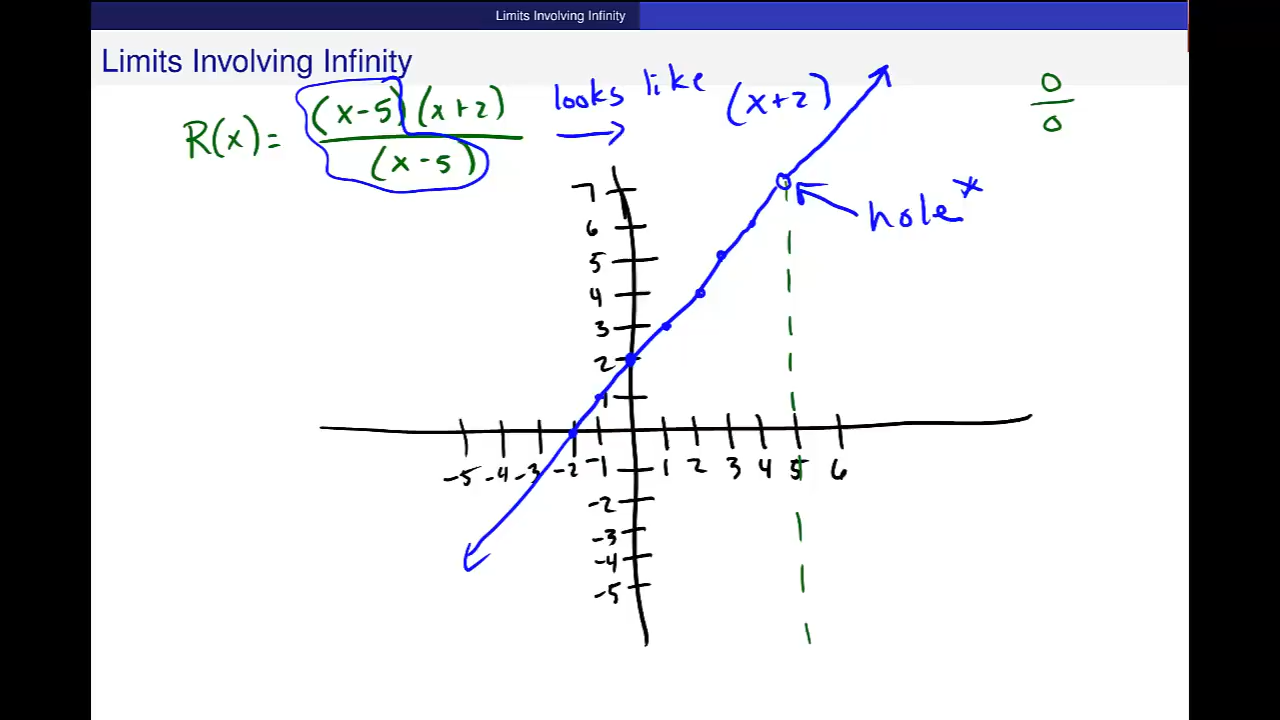 Limits Involving Infinity
Limits Involving Infinity
R(x)= (x-5)(x+2) / (x-5) looks like (x+2)
0/0
hole*
7
6
5
4
3
2
1
-5 -4 -3 -2 -1 1 2 3 4 5 6
-2
-3
-4
-5